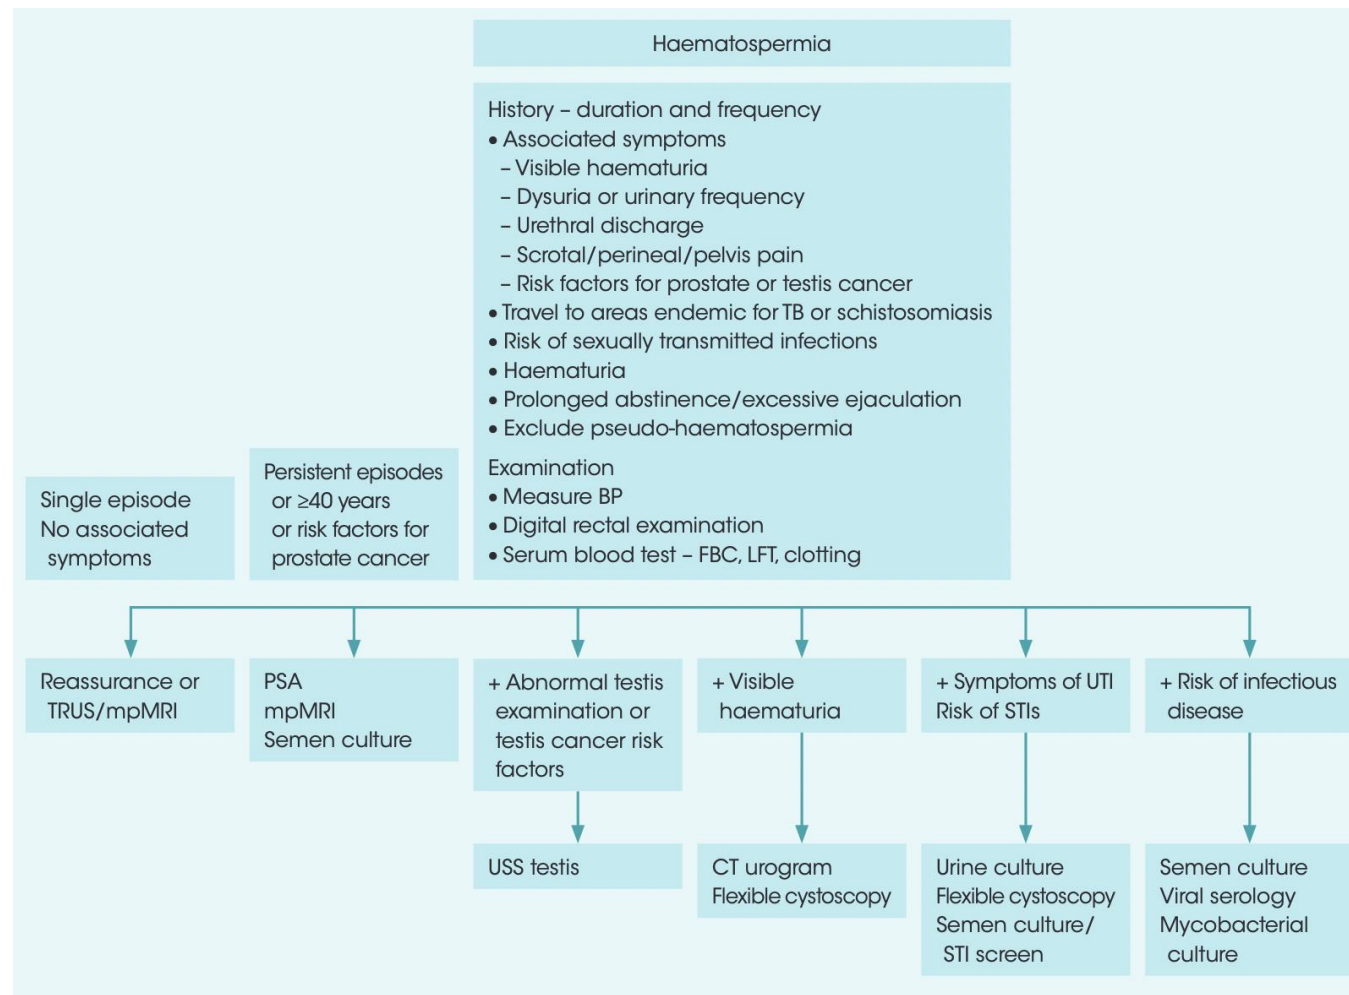 Haematospermia
History – duration and frequency
• Associated symptoms
– Visible haematuria
– Dysuria or urinary frequency
– Urethral discharge
– Scrotal/perineal/pelvis pain
– Risk factors for prostate or testis cancer
• Travel to areas endemic for TB or schistosomiasis
• Risk of sexually transmitted infections
• Haematuria
• Prolonged abstinence/excessive ejaculation
• Exclude pseudo-haematospermia
Examination
• Measure BP
• Digital rectal examination
• Serum blood test – FBC, LFT, clotting
Single episode
No associated
symptoms
Persistent episodes
or ≥40 years
or risk factors for
prostate cancer
Reassurance or
TRUS/mpMRI
PSA
mpMRI
Semen culture
+ Abnormal testis
examination or
testis cancer risk
factors
+ Visible
haematuria
+ Symptoms of UTI
Risk of STIs
+ Risk of infectious
disease
USS testis
CT urogram
Flexible cystoscopy
Urine culture
Flexible cystoscopy
Semen culture/
STI screen
Semen culture
Viral serology
Mycobacterial
culture